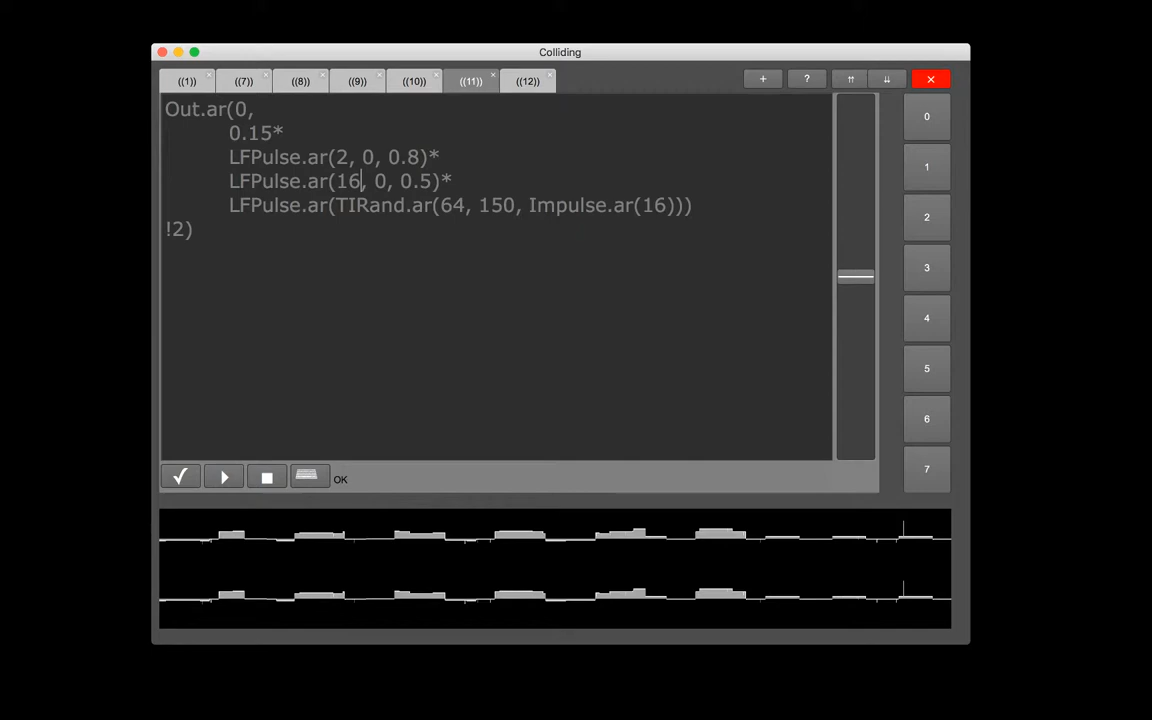 Colliding
((1)) ((7)) ((8)) ((9)) ((10)) ((11)) ((12)) + ?
Out.ar(0,
0.15*
LFPulse.ar(2, 0, 0.8)*
LFPulse.ar(16, 0, 0.5)*
LFPulse.ar(TIRand.ar(64, 150, Impulse.ar(16)))
!2)
0
1
2
3
4
5
6
7
OK